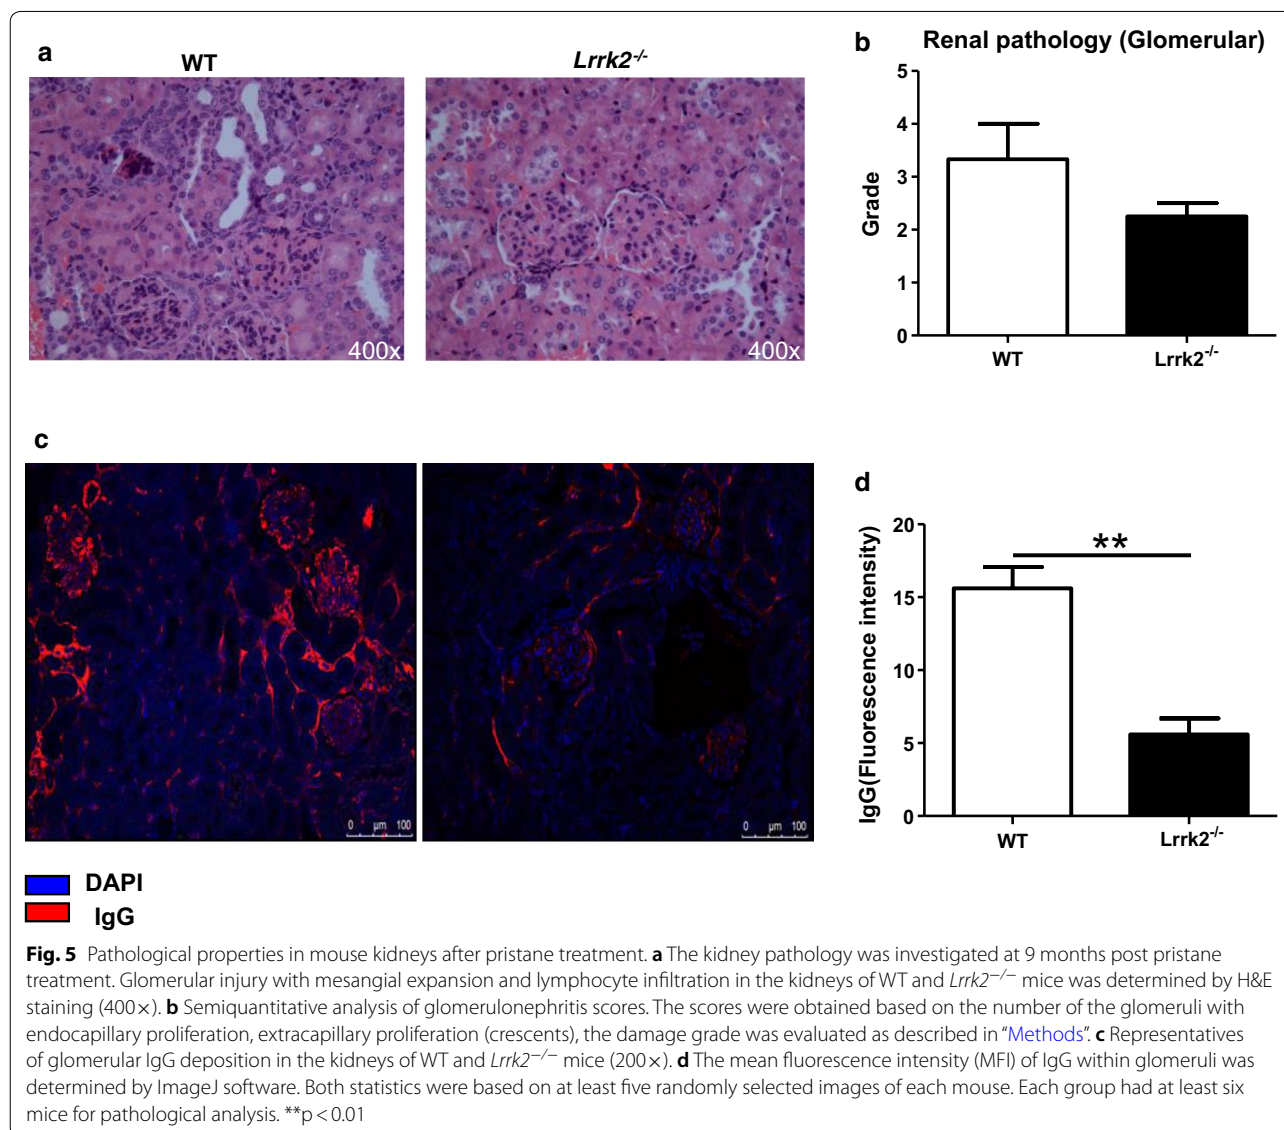 a
WT
Lrrk2-/-
400x
400x
b
Renal pathology (Glomerular)
Grade
5
4
3
2
1
0
WT
Lrrk2-/-
c
0 µm 100
0 µm 100
DAPI
IgG
d
IgG(Fluorescence intensity)
20
15
10
5
0
**
WT
Lrrk2-/-
Fig. 5 Pathological properties in mouse kidneys after pristane treatment. a The kidney pathology was investigated at 9 months post pristane
treatment. Glomerular injury with mesangial expansion and lymphocyte infiltration in the kidneys of WT and Lrrk2−/− mice was determined by H&E
staining (400×). b Semiquantitative analysis of glomerulonephritis scores. The scores were obtained based on the number of the glomeruli with
endocapillary proliferation, extracapillary proliferation (crescents), the damage grade was evaluated as described in “Methods”. c Representatives
of glomerular IgG deposition in the kidneys of WT and Lrrk2−/− mice (200×). d The mean fluorescence intensity (MFI) of IgG within glomeruli was
determined by ImageJ software. Both statistics were based on at least five randomly selected images of each mouse. Each group had at least six
mice for pathological analysis. **p < 0.01